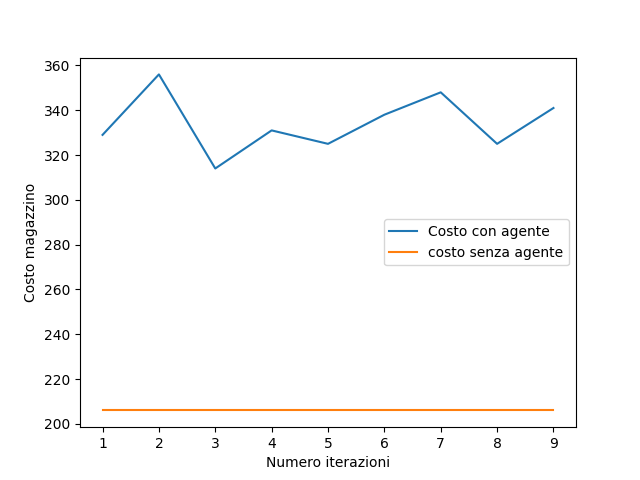 360
340
320
300
280
260
240
220
200
Costo magazzino
Costo con agente
costo senza agente
1 2 3 4 5 6 7 8 9
Numero iterazioni